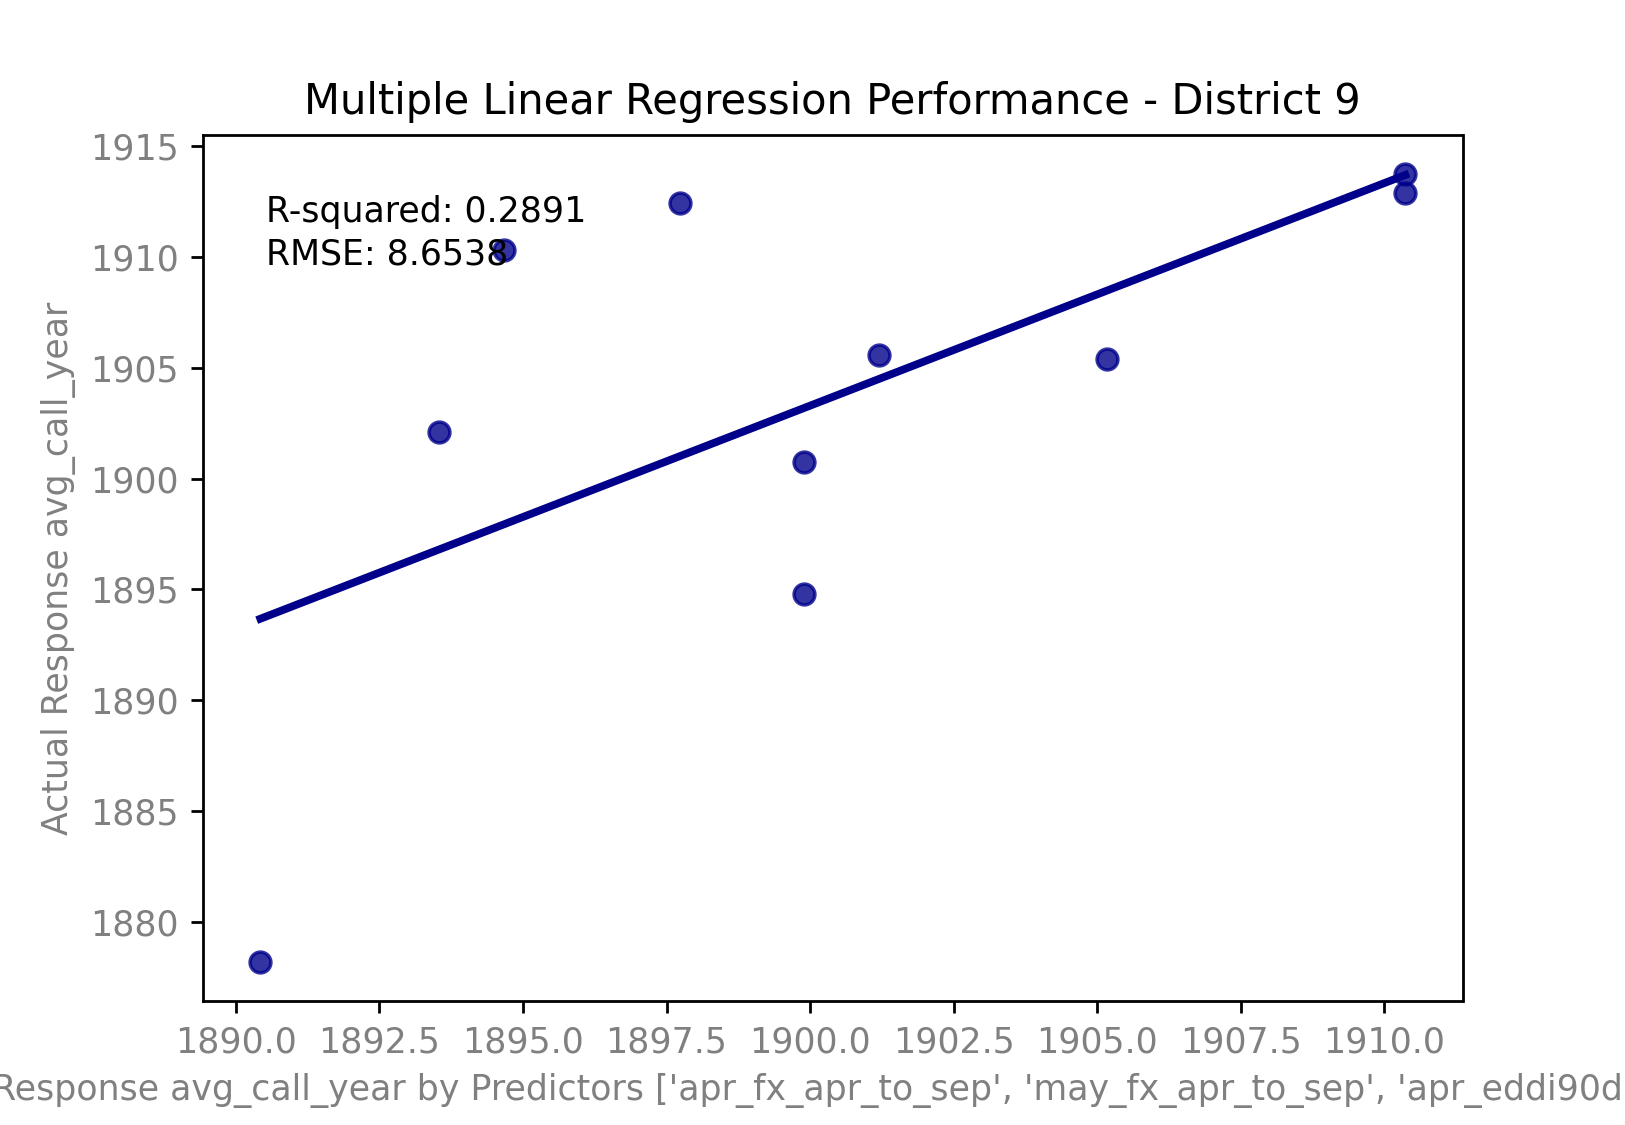 Multiple Linear Regression Performance - District 9
1915
R-squared: 0.2891
RMSE: 8.6538
1910
Actual Response avg_call_year
1905
1900
1895
1890
1885
1880
1890.0 1892.5 1895.0 1897.5 1900.0 1902.5 1905.0 1907.5 1910.0
Response avg_call_year by Predictors ['apr_fx_apr_to_sep', 'may_fx_apr_to_sep', 'apr_eddi90d